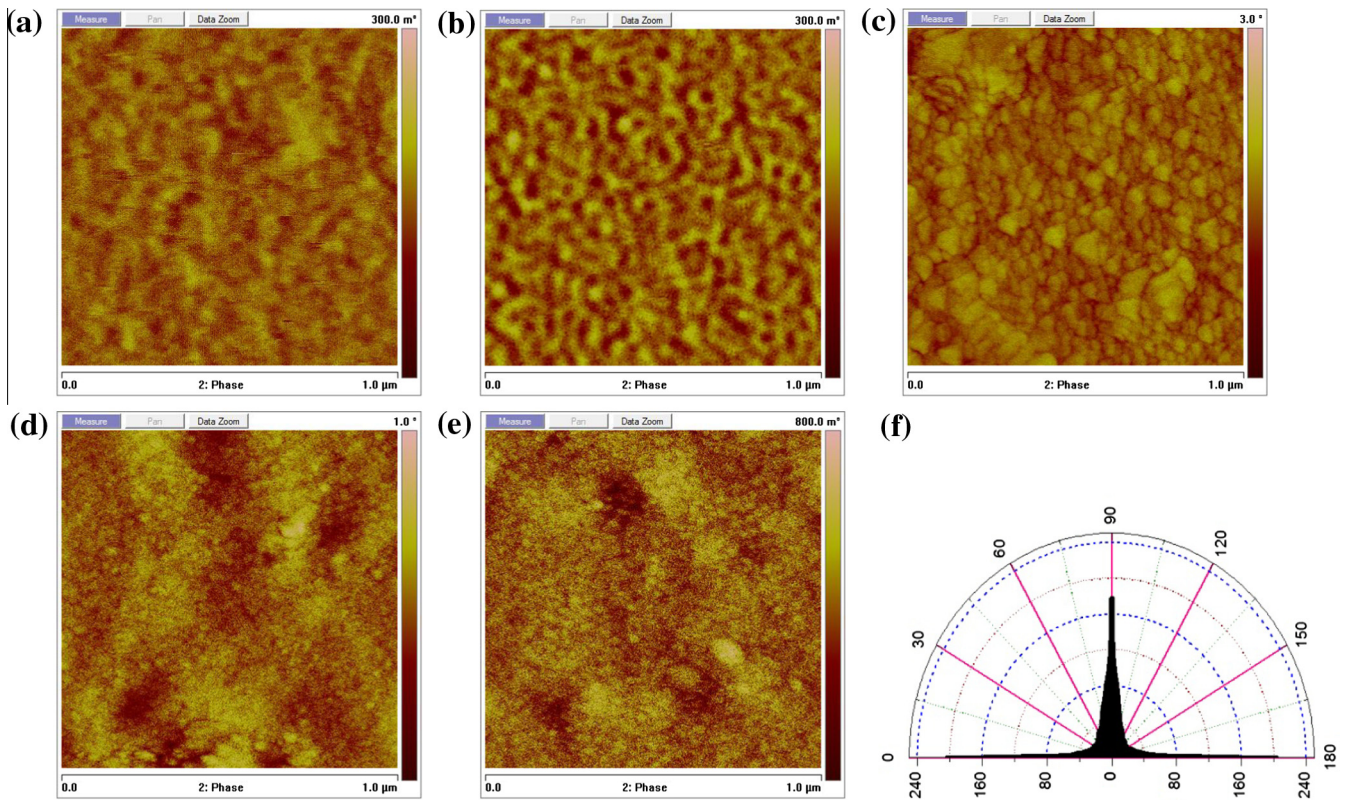 (a) Measure Pan Data Zoom 300.0 m°
0.0 2: Phase 1.0 µm
(b) Measure Pan Data Zoom 300.0 m°
0.0 2: Phase 1.0 µm
(c) Measure Pan Data Zoom 3.0 °
0.0 2: Phase 1.0 µm
(d) Measure Pan Data Zoom 1.0 °
0.0 2: Phase 1.0 µm
(e) Measure Pan Data Zoom 800.0 m°
0.0 2: Phase 1.0 µm
(f)
90
60 120
30 150
0 180
240 160 80 0 80 160 240